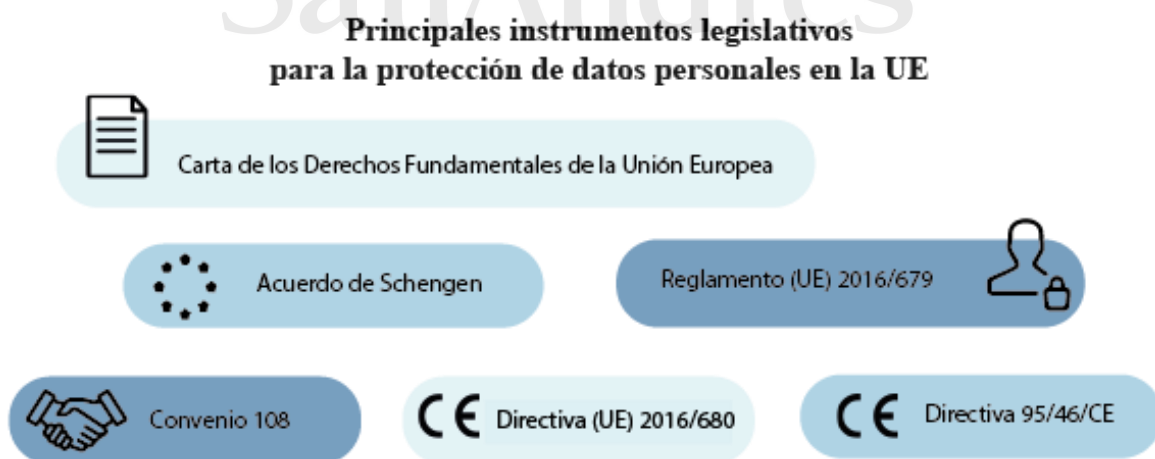 SanAndrés
Principales instrumentos legislativos
para la protección de datos personales en la UE
Carta de los Derechos Fundamentales de la Unión Europea
Acuerdo de Schengen
Reglamento (UE) 2016/679
Convenio 108
CE Directiva (UE) 2016/680
CE Directiva 95/46/CE